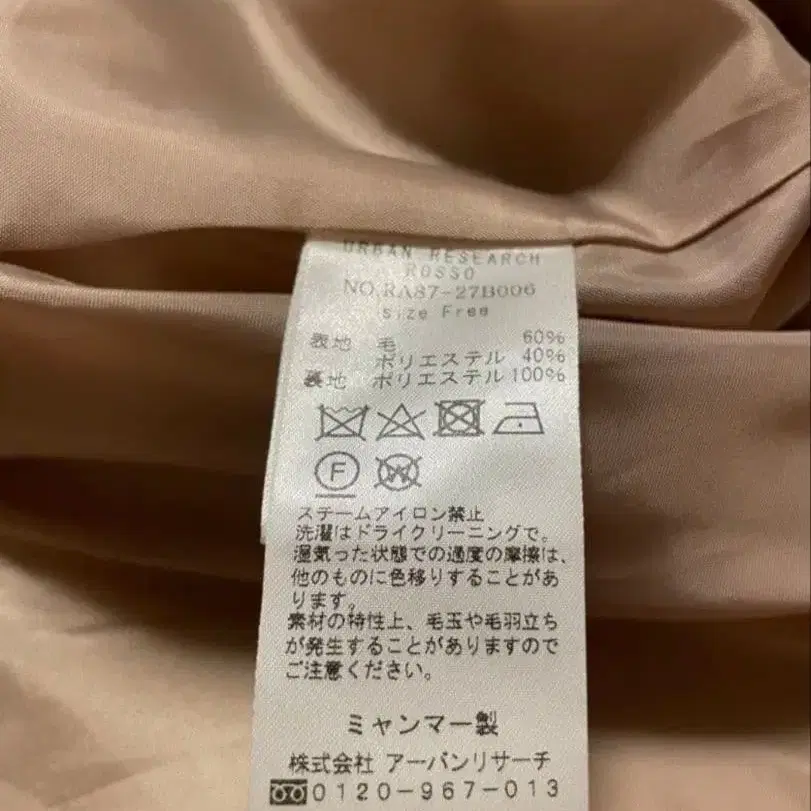 URBAN RESEARCH
ROSSO
NO.RA87-27B006
Size Free
表地 毛 60%
ポリエステル 40%
裏地 ポリエステル 100%
F W
スチームアイロン禁止
洗濯はドライクリーニングで。
湿気った状態での過度の摩擦は、
他のものに色移りすることがあ
ります。
素材の特性上、毛玉や毛羽立ち
が発生することがありますので
ご注意ください。
ミャンマー製
株式会社 アーバンリサーチ
0120-967-013